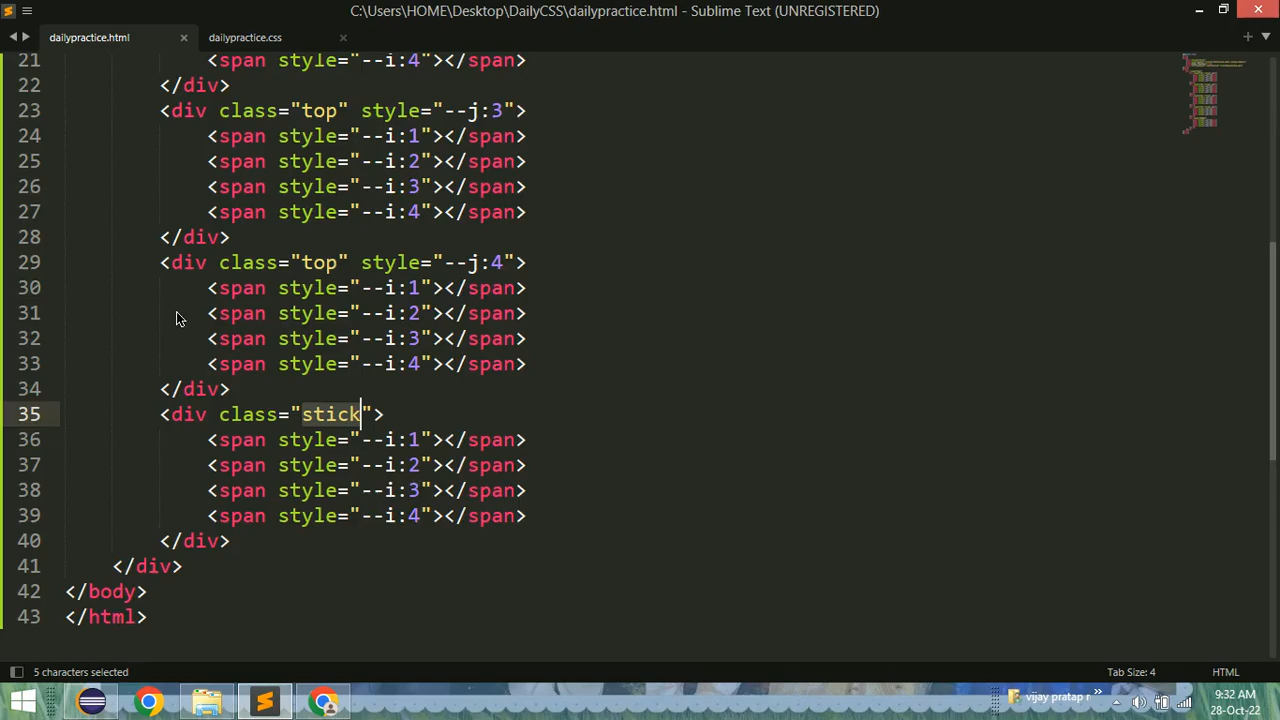 C:\Users\HOME\Desktop\DailyCSS\dailypractice.html - Sublime Text (UNREGISTERED)
dailypractice.html
dailypractice.css
21 <span style="--i:4"></span>
22 </div>
23 <div class="top" style="--j:3">
24 <span style="--i:1"></span>
25 <span style="--i:2"></span>
26 <span style="--i:3"></span>
27 <span style="--i:4"></span>
28 </div>
29 <div class="top" style="--j:4">
30 <span style="--i:1"></span>
31 <span style="--i:2"></span>
32 <span style="--i:3"></span>
33 <span style="--i:4"></span>
34 </div>
35 <div class="stick">
36 <span style="--i:1"></span>
37 <span style="--i:2"></span>
38 <span style="--i:3"></span>
39 <span style="--i:4"></span>
40 </div>
41 </div>
42 </body>
43 </html>
5 characters selected
Tab Size: 4
HTML
vijay pratap r
9:32 AM
28-Oct-22